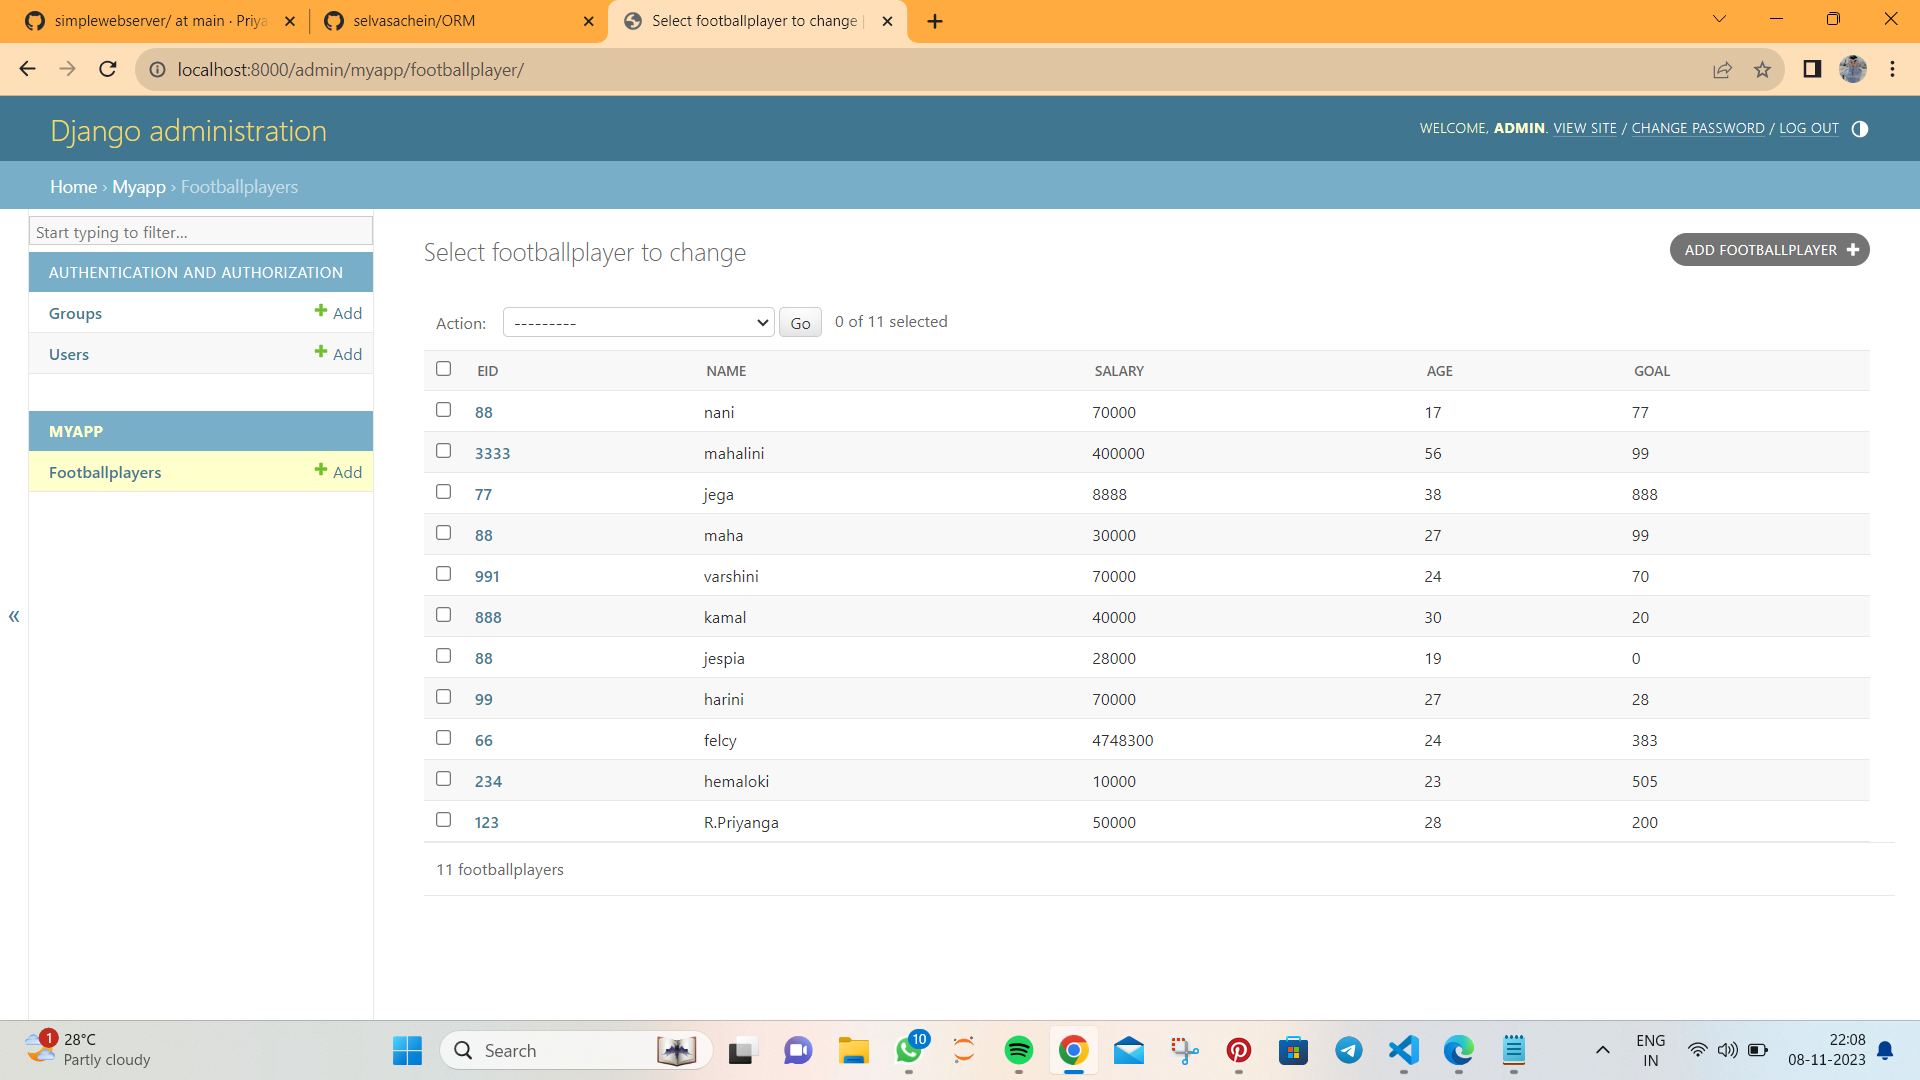 simplewebserver/ at main · Priya
selvasachein/ORM
Select footballplayer to change |
localhost:8000/admin/myapp/footballplayer/
Django administration
WELCOME, ADMIN. VIEW SITE / CHANGE PASSWORD / LOG OUT
Home › Myapp › Footballplayers
Start typing to filter...
AUTHENTICATION AND AUTHORIZATION
Groups + Add
Users + Add
MYAPP
Footballplayers + Add
«
Select footballplayer to change
ADD FOOTBALLPLAYER +
Action: --------- Go 0 of 11 selected
EID NAME SALARY AGE GOAL
88 nani 70000 17 77
3333 mahalini 400000 56 99
77 jega 8888 38 888
88 maha 30000 27 99
991 varshini 70000 24 70
888 kamal 40000 30 20
88 jespia 28000 19 0
99 harini 70000 27 28
66 felcy 4748300 24 383
234 hemaloki 10000 23 505
123 R.Priyanga 50000 28 200
11 footballplayers
1
28°C
Partly cloudy
Search
10
ENG
IN
22:08
08-11-2023